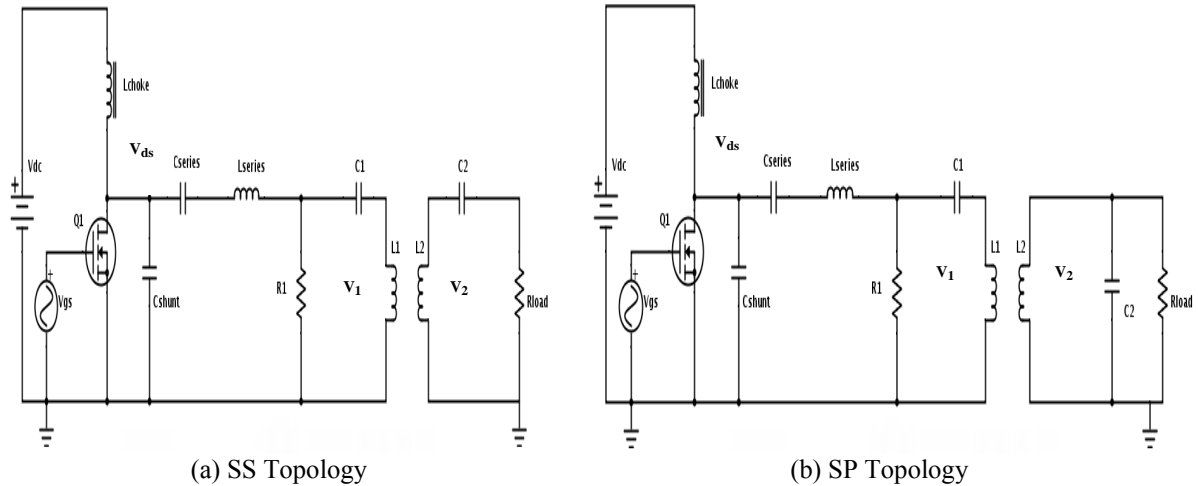 Lchoke
Vds
Vdc
+
Cseries
Lseries
C1
C2
Q1
L1
L2
+
Vgs
Cshunt
R1
V1
V2
Rload
(a) SS Topology
Lchoke
Vds
Vdc
+
Cseries
Lseries
C1
Q1
L1
L2
+
Vgs
Cshunt
R1
V1
V2
C2
Rload
(b) SP Topology